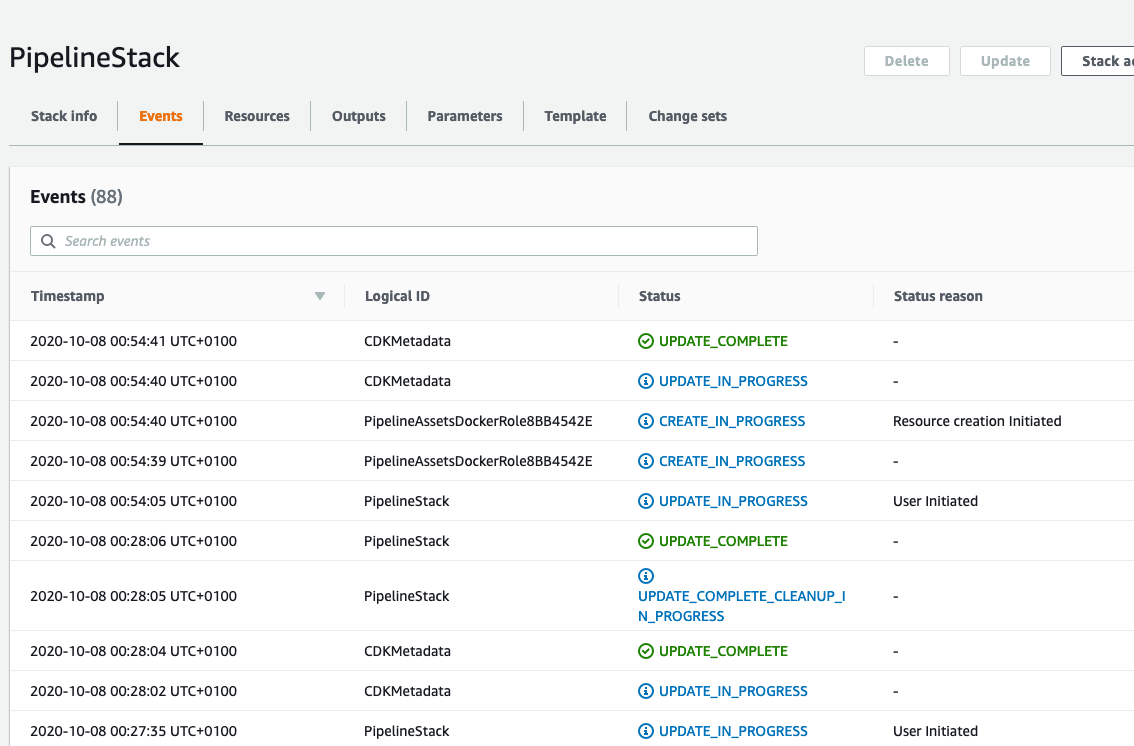 PipelineStack
Delete Update Stack ac
Stack info Events Resources Outputs Parameters Template Change sets
Events (88)
Search events
Timestamp Logical ID Status Status reason
2020-10-08 00:54:41 UTC+0100 CDKMetadata UPDATE_COMPLETE -
2020-10-08 00:54:40 UTC+0100 CDKMetadata UPDATE_IN_PROGRESS -
2020-10-08 00:54:40 UTC+0100 PipelineAssetsDockerRole8BB4542E CREATE_IN_PROGRESS Resource creation Initiated
2020-10-08 00:54:39 UTC+0100 PipelineAssetsDockerRole8BB4542E CREATE_IN_PROGRESS -
2020-10-08 00:54:05 UTC+0100 PipelineStack UPDATE_IN_PROGRESS User Initiated
2020-10-08 00:28:06 UTC+0100 PipelineStack UPDATE_COMPLETE -
2020-10-08 00:28:05 UTC+0100 PipelineStack UPDATE_COMPLETE_CLEANUP_I -
N_PROGRESS
2020-10-08 00:28:04 UTC+0100 CDKMetadata UPDATE_COMPLETE -
2020-10-08 00:28:02 UTC+0100 CDKMetadata UPDATE_IN_PROGRESS -
2020-10-08 00:27:35 UTC+0100 PipelineStack UPDATE_IN_PROGRESS User Initiated